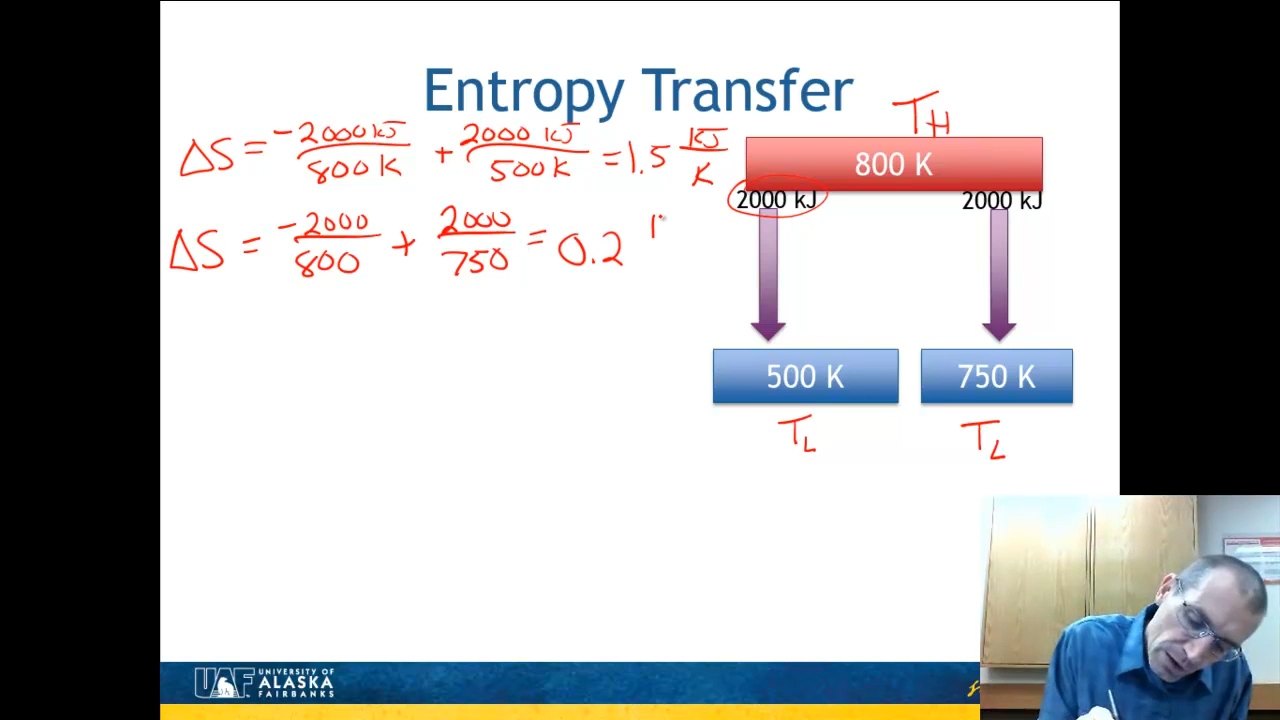 Entropy Transfer
ΔS = -2000 kJ / 800 K + 2000 kJ / 500 K = 1.5 kJ / K
ΔS = -2000 / 800 + 2000 / 750 = 0.2
T_H
800 K
2000 kJ 2000 kJ
500 K 750 K
T_L T_L
UAF UNIVERSITY OF
ALASKA
FAIRBANKS